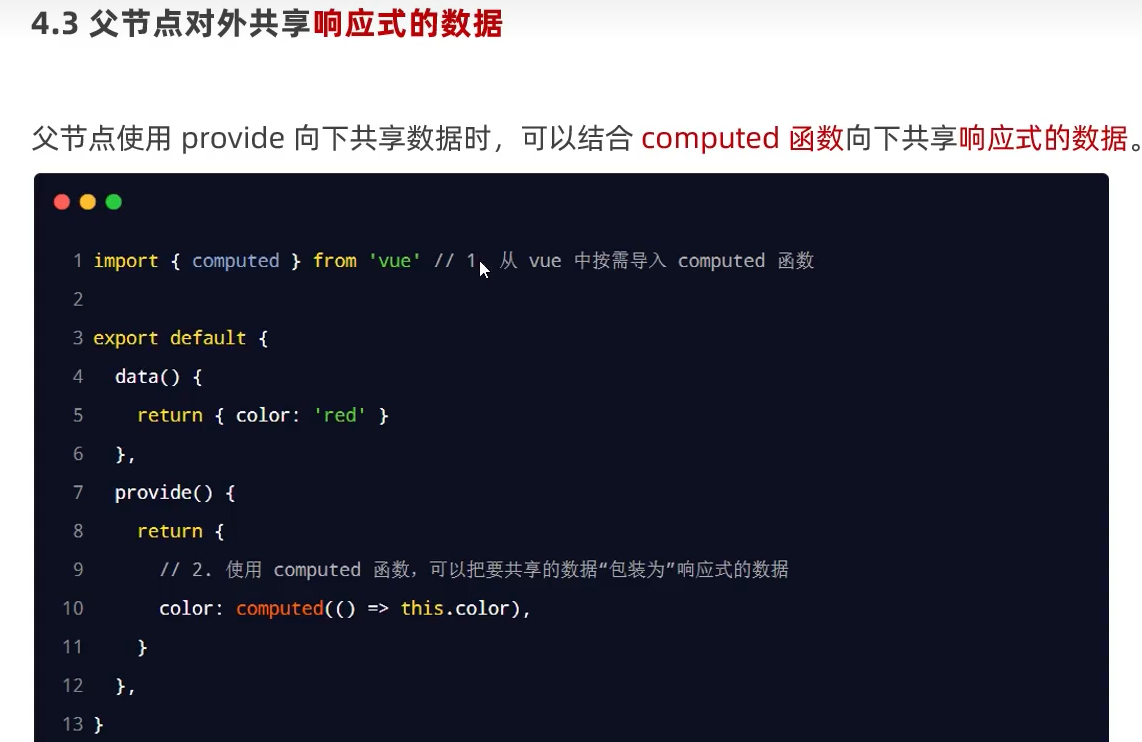 4.3 父节点对外共享响应式的数据
父节点使用 provide 向下共享数据时，可以结合 computed 函数向下共享响应式的数据。
1 import { computed } from 'vue' // 1. 从 vue 中按需导入 computed 函数
2
3 export default {
4   data() {
5     return { color: 'red' }
6   },
7   provide() {
8     return {
9       // 2. 使用 computed 函数，可以把要共享的数据“包装为”响应式的数据
10       color: computed(() => this.color),
11     }
12   },
13 }